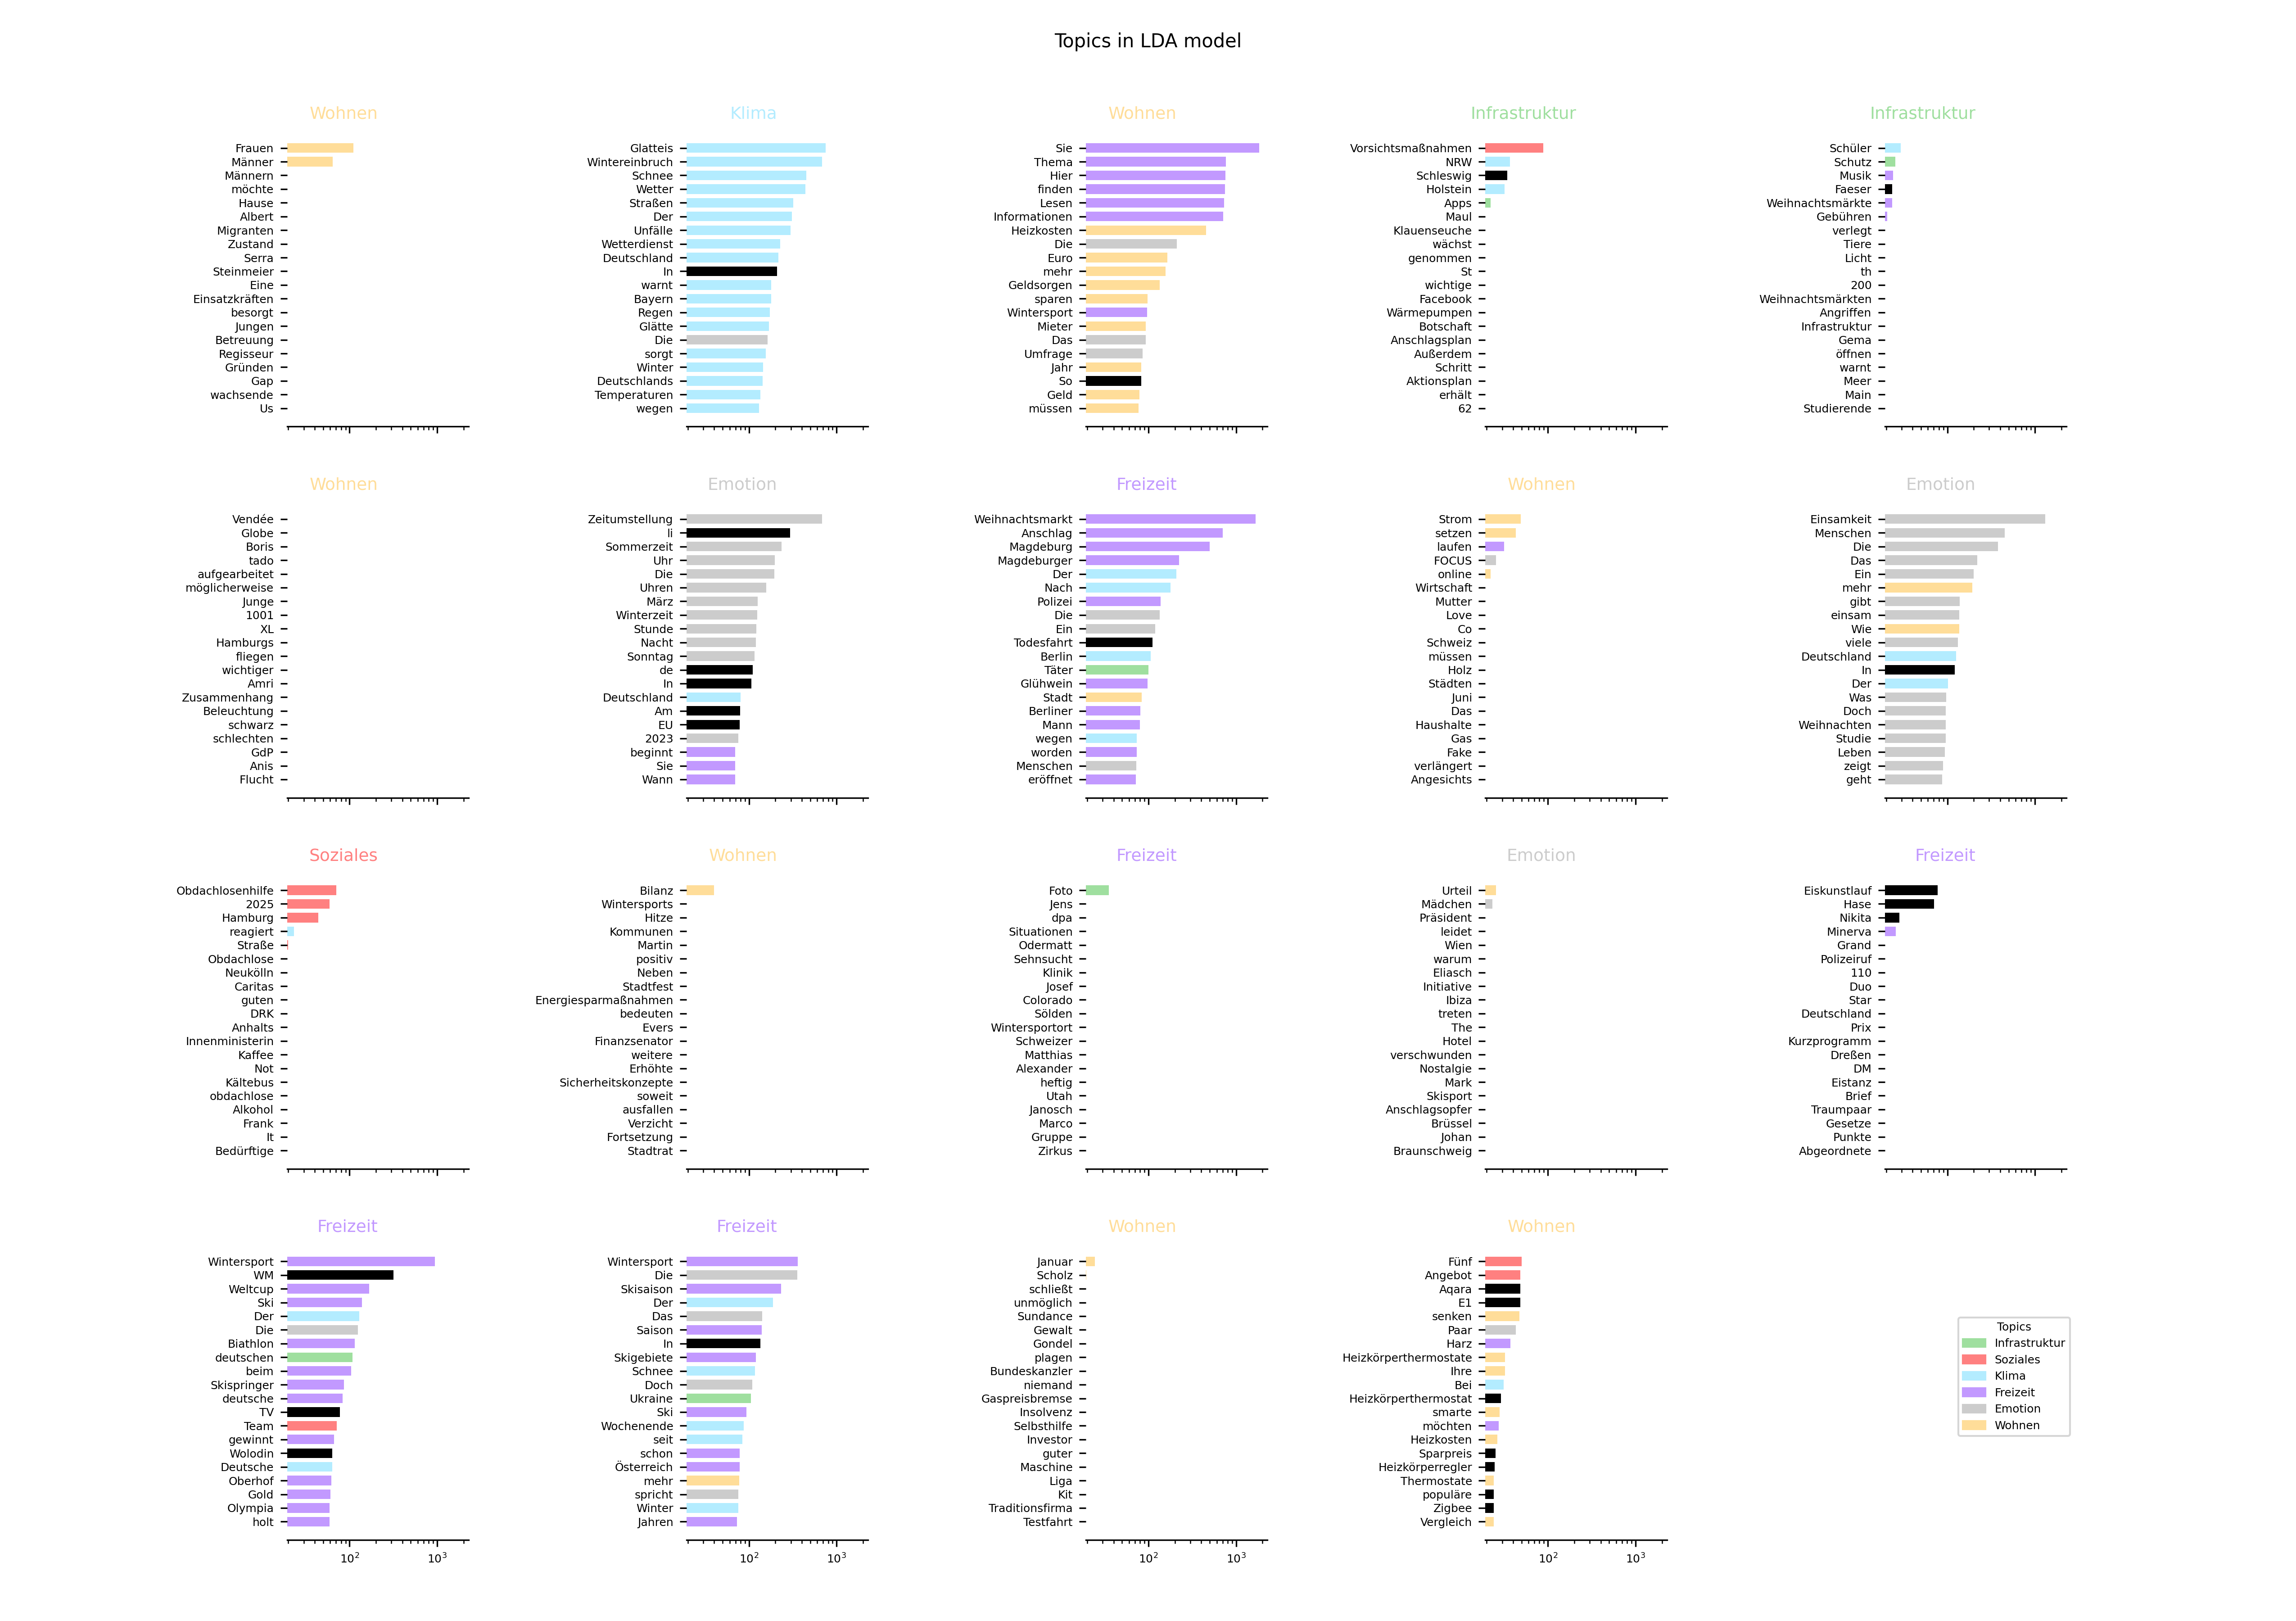 Topics in LDA model
Wohnen
Frauen
Männer
Männern
möchte
Hause
Albert
Migranten
Zustand
Serra
Steinmeier
Eine
Einsatzkräften
besorgt
Jungen
Betreuung
Regisseur
Gründen
Gap
wachsende
Us
Klima
Glatteis
Wintereinbruch
Schnee
Wetter
Straßen
Der
Unfälle
Wetterdienst
Deutschland
In
warnt
Bayern
Regen
Glätte
Die
sorgt
Winter
Deutschlands
Temperaturen
wegen
Wohnen
Sie
Thema
Hier
finden
Lesen
Informationen
Heizkosten
Die
Euro
mehr
Geldsorgen
sparen
Wintersport
Mieter
Das
Umfrage
Jahr
So
Geld
müssen
Infrastruktur
Vorsichtsmaßnahmen
NRW
Schleswig
Holstein
Apps
Maul
Klauenseuche
wächst
genommen
St
wichtige
Facebook
Wärmepumpen
Botschaft
Anschlagsplan
Außerdem
Schritt
Aktionsplan
erhält
62
Infrastruktur
Schüler
Schutz
Musik
Faeser
Weihnachtsmärkte
Gebühren
verlegt
Tiere
Licht
th
200
Weihnachtsmärkten
Angriffen
Infrastruktur
Gema
öffnen
warnt
Meer
Main
Studierende
Wohnen
Vendée
Globe
Boris
tado
aufgearbeitet
möglicherweise
Junge
1001
XL
Hamburgs
fliegen
wichtiger
Amri
Zusammenhang
Beleuchtung
schwarz
schlechten
GdP
Anis
Flucht
Emotion
Zeitumstellung
li
Sommerzeit
Uhr
Die
Uhren
März
Winterzeit
Stunde
Nacht
Sonntag
de
In
Deutschland
Am
EU
2023
beginnt
Sie
Wann
Freizeit
Weihnachtsmarkt
Anschlag
Magdeburg
Magdeburger
Der
Nach
Polizei
Die
Ein
Todesfahrt
Berlin
Täter
Glühwein
Stadt
Berliner
Mann
wegen
worden
Menschen
eröffnet
Wohnen
Strom
setzen
laufen
FOCUS
online
Wirtschaft
Mutter
Love
Co
Schweiz
müssen
Holz
Städten
Juni
Das
Haushalte
Gas
Fake
verlängert
Angesichts
Emotion
Einsamkeit
Menschen
Die
Das
Ein
mehr
gibt
einsam
Wie
viele
Deutschland
In
Der
Was
Doch
Weihnachten
Studie
Leben
zeigt
geht
Soziales
Obdachlosenhilfe
2025
Hamburg
reagiert
Straße
Obdachlose
Neukölln
Caritas
guten
DRK
Anhalts
Innenministerin
Kaffee
Not
Kältebus
obdachlose
Alkohol
Frank
It
Bedürftige
Wohnen
Bilanz
Wintersports
Hitze
Kommunen
Martin
positiv
Neben
Stadtfest
Energiesparmaßnahmen
bedeuten
Evers
Finanzsenator
weitere
Erhöhte
Sicherheitskonzepte
soweit
ausfallen
Verzicht
Fortsetzung
Stadtrat
Freizeit
Foto
Jens
dpa
Situationen
Odermatt
Sehnsucht
Klinik
Josef
Colorado
Sölden
Wintersportort
Schweizer
Matthias
Alexander
heftig
Utah
Janosch
Marco
Gruppe
Zirkus
Emotion
Urteil
Mädchen
Präsident
leidet
Wien
warum
Eliasch
Initiative
Ibiza
treten
The
Hotel
verschwunden
Nostalgie
Mark
Skisport
Anschlagsopfer
Brüssel
Johan
Braunschweig
Freizeit
Eiskunstlauf
Hase
Nikita
Minerva
Grand
Polizeiruf
110
Duo
Star
Deutschland
Prix
Kurzprogramm
Dreßen
DM
Eistanz
Brief
Traumpaar
Gesetze
Punkte
Abgeordnete
Freizeit
Wintersport
WM
Weltcup
Ski
Der
Die
Biathlon
deutschen
beim
Skispringer
deutsche
TV
Team
gewinnt
Wolodin
Deutsche
Oberhof
Gold
Olympia
holt
10² 10³
Freizeit
Wintersport
Die
Skisaison
Der
Das
Saison
In
Skigebiete
Schnee
Doch
Ukraine
Ski
Wochenende
seit
schon
Österreich
mehr
spricht
Winter
Jahren
10² 10³
Wohnen
Januar
Scholz
schließt
unmöglich
Sundance
Gewalt
Gondel
plagen
Bundeskanzler
niemand
Gaspreisbremse
Insolvenz
Selbsthilfe
Investor
guter
Maschine
Liga
Kit
Traditionsfirma
Testfahrt
10² 10³
Wohnen
Fünf
Angebot
Aqara
E1
senken
Paar
Harz
Heizkörperthermostate
Ihre
Bei
Heizkörperthermostat
smarte
möchten
Heizkosten
Sparpreis
Heizkörperregler
Thermostate
populäre
Zigbee
Vergleich
10² 10³
Topics
Infrastruktur
Soziales
Klima
Freizeit
Emotion
Wohnen